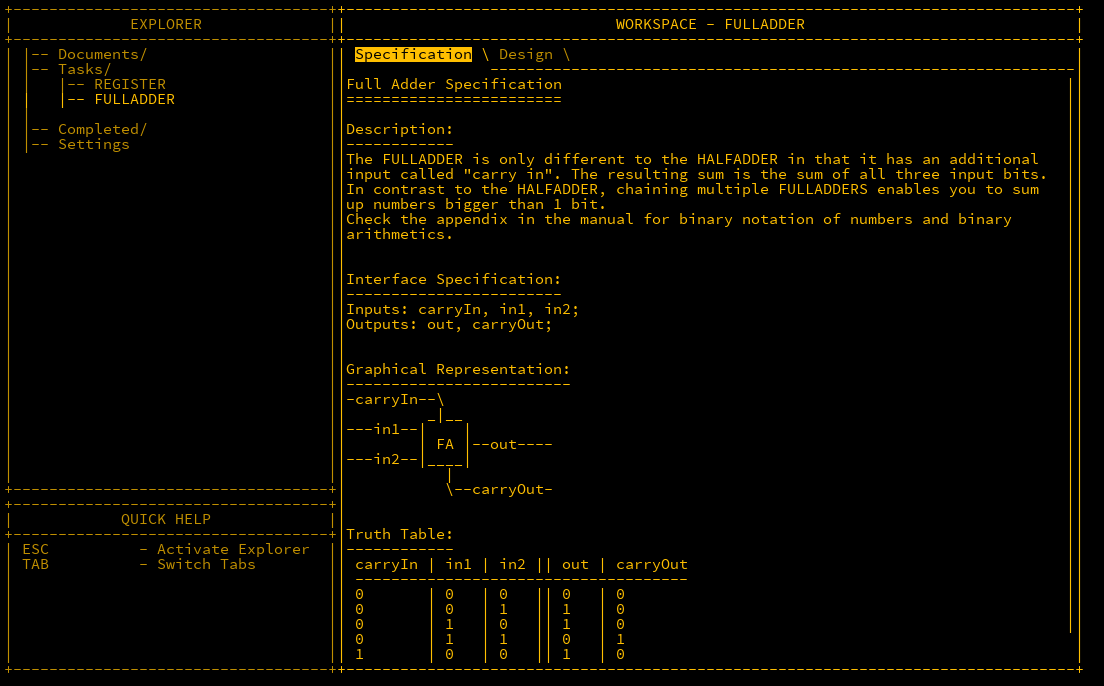 EXPLORER
|-- Documents/
|-- Tasks/
|   |-- REGISTER
|   |-- FULLADDER
|
|-- Completed/
|-- Settings
QUICK HELP
ESC          - Activate Explorer
TAB          - Switch Tabs
WORKSPACE - FULLADDER
Specification \ Design \
Full Adder Specification
========================
Description:
------------
The FULLADDER is only different to the HALFADDER in that it has an additional
input called "carry in". The resulting sum is the sum of all three input bits.
In contrast to the HALFADDER, chaining multiple FULLADDERS enables you to sum
up numbers bigger than 1 bit.
Check the appendix in the manual for binary notation of numbers and binary
arithmetics.
Interface Specification:
------------------------
Inputs: carryIn, in1, in2;
Outputs: out, carryOut;
Graphical Representation:
-------------------------
-carryIn--\
         _|__
---in1--|    |
        | FA |--out----
---in2--|____|
           |
           \--carryOut-
Truth Table:
------------
 carryIn | in1 | in2 || out | carryOut
 -------------------------------------
 0       | 0   | 0   || 0   | 0
 0       | 0   | 1   || 1   | 0
 0       | 1   | 0   || 1   | 0
 0       | 1   | 1   || 0   | 1
 1       | 0   | 0   || 1   | 0